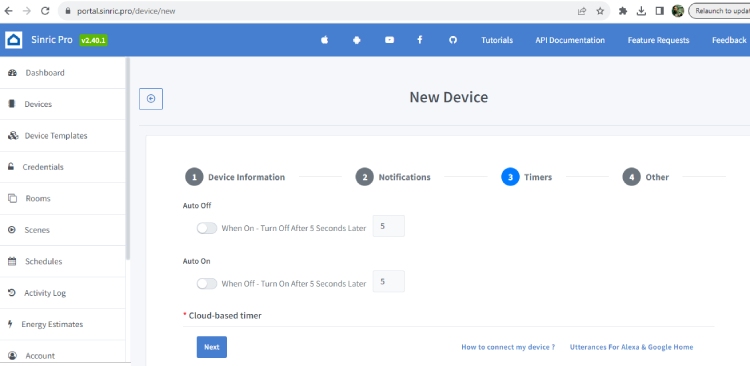 portal.sinric.pro/device/new
Relaunch to updat
Sinric Pro v2.40.1
Tutorials API Documentation Feature Requests Feedback
Dashboard
Devices
Device Templates
Credentials
Rooms
Scenes
Schedules
Activity Log
Energy Estimates
Account
New Device
1 Device Information 2 Notifications 3 Timers 4 Other
Auto Off
When On - Turn Off After 5 Seconds Later 5
Auto On
When Off - Turn On After 5 Seconds Later 5
* Cloud-based timer
Next
How to connect my device ? Utterances For Alexa & Google Home